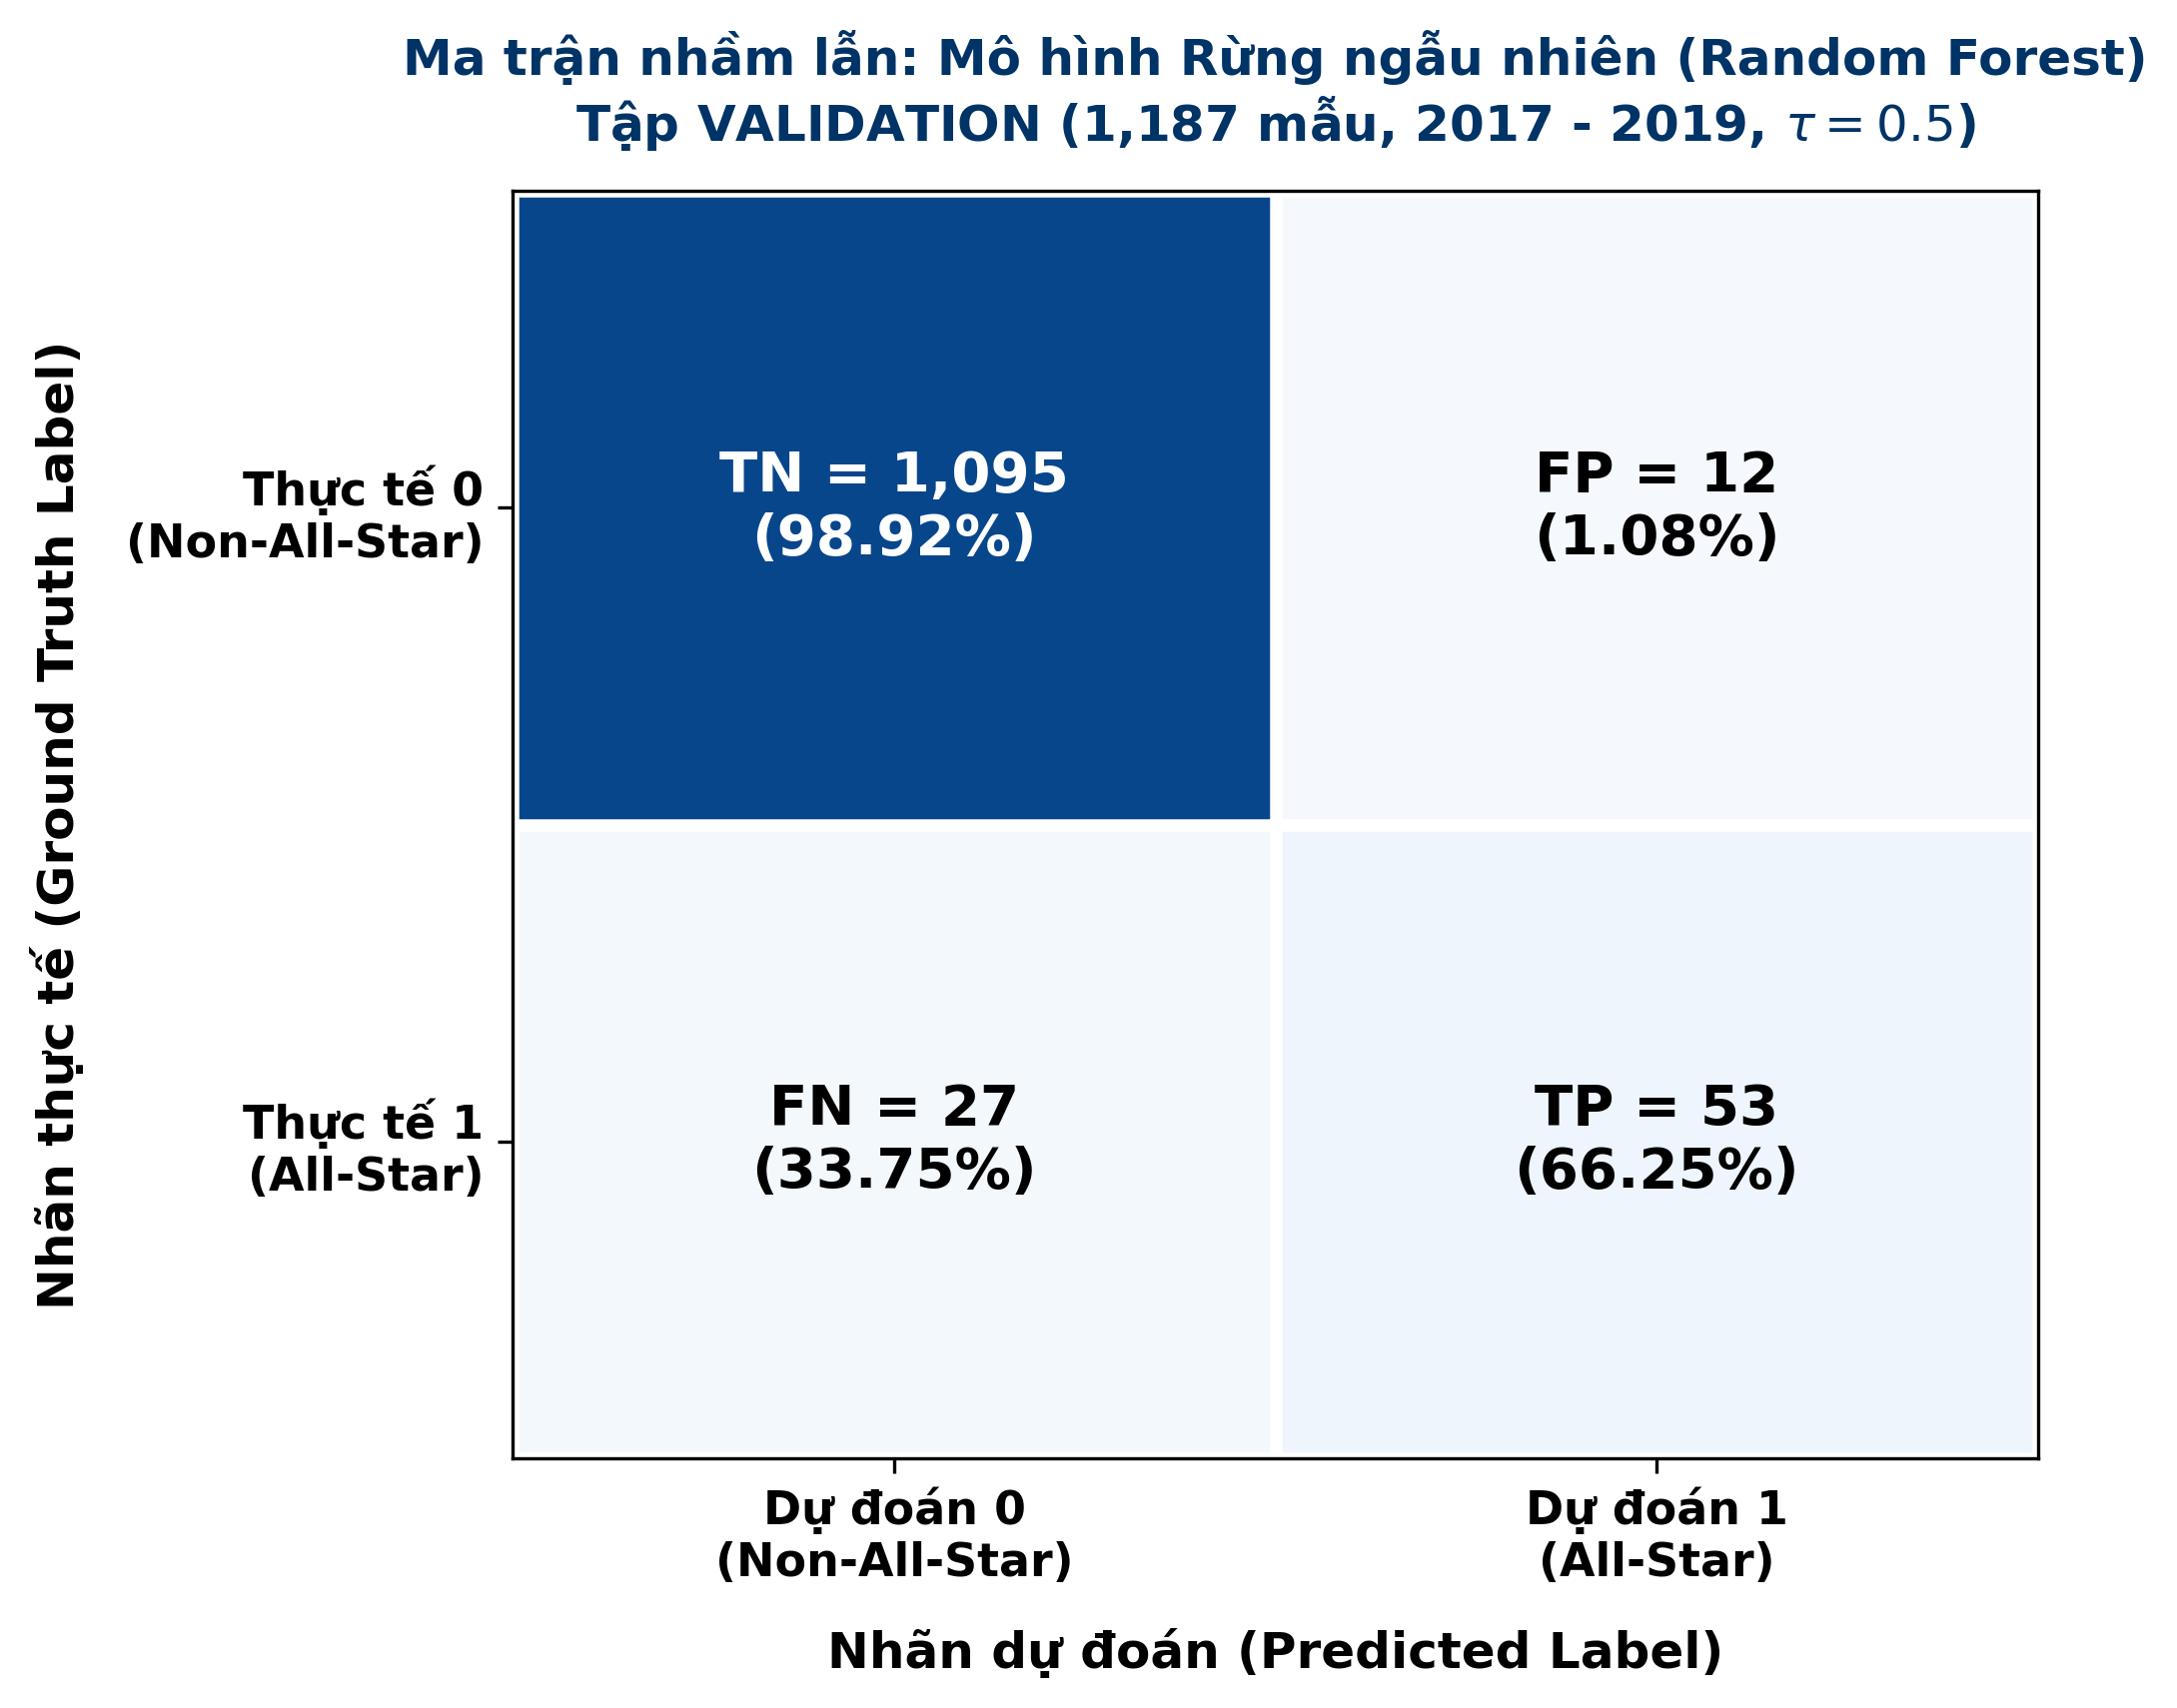 Ma trận nhầm lẫn: Mô hình Rừng ngẫu nhiên (Random Forest)
Tập VALIDATION (1,187 mẫu, 2017 - 2019, τ = 0.5)
Nhãn thực tế (Ground Truth Label)
Thực tế 0
(Non-All-Star)
TN = 1,095
(98.92%)
FP = 12
(1.08%)
Thực tế 1
(All-Star)
FN = 27
(33.75%)
TP = 53
(66.25%)
Dự đoán 0
(Non-All-Star)
Dự đoán 1
(All-Star)
Nhãn dự đoán (Predicted Label)